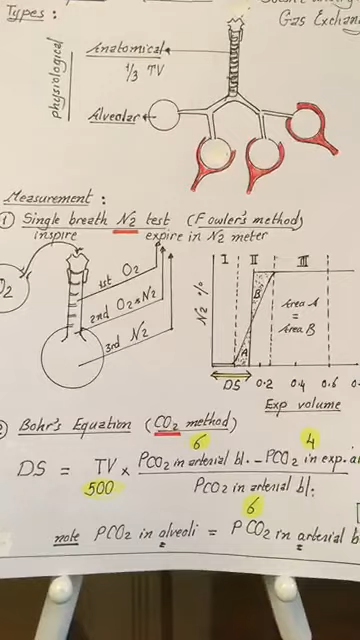 Types:
Gas Exchan
physiological
Anatomical
1/3 TV
Alveolar
Measurement:
① Single breath N2 test (Fowler's method)
inspire expire in N2 meter
O2
1st O2
2nd O2+N2
3rd N2
N2 %
I II III
B
A
Area A
=
Area B
DS 0.2 0.4 0.6
Exp volume
Bohr's Equation (CO2 method)
6 4
DS = TV x PCO2 in arterial bl. - PCO2 in exp. a
500 PCO2 in arterial bl.
6
note PCO2 in alveoli = PCO2 in arterial b